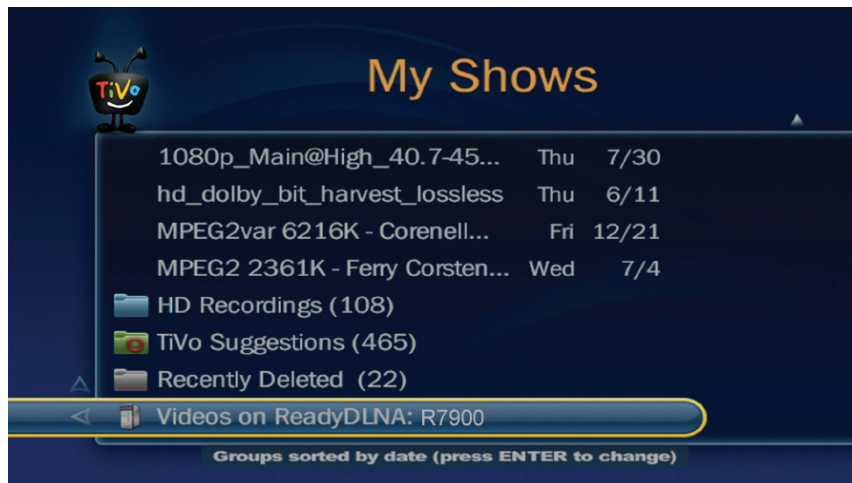 My Shows
TiVo
1080p_Main@High_40.7-45... Thu 7/30
hd_dolby_bit_harvest_lossless Thu 6/11
MPEG2var 6216K - Corenell... Fri 12/21
MPEG2 2361K - Ferry Corsten... Wed 7/4
HD Recordings (108)
TiVo Suggestions (465)
Recently Deleted (22)
Videos on ReadyDLNA: R7900
Groups sorted by date (press ENTER to change)